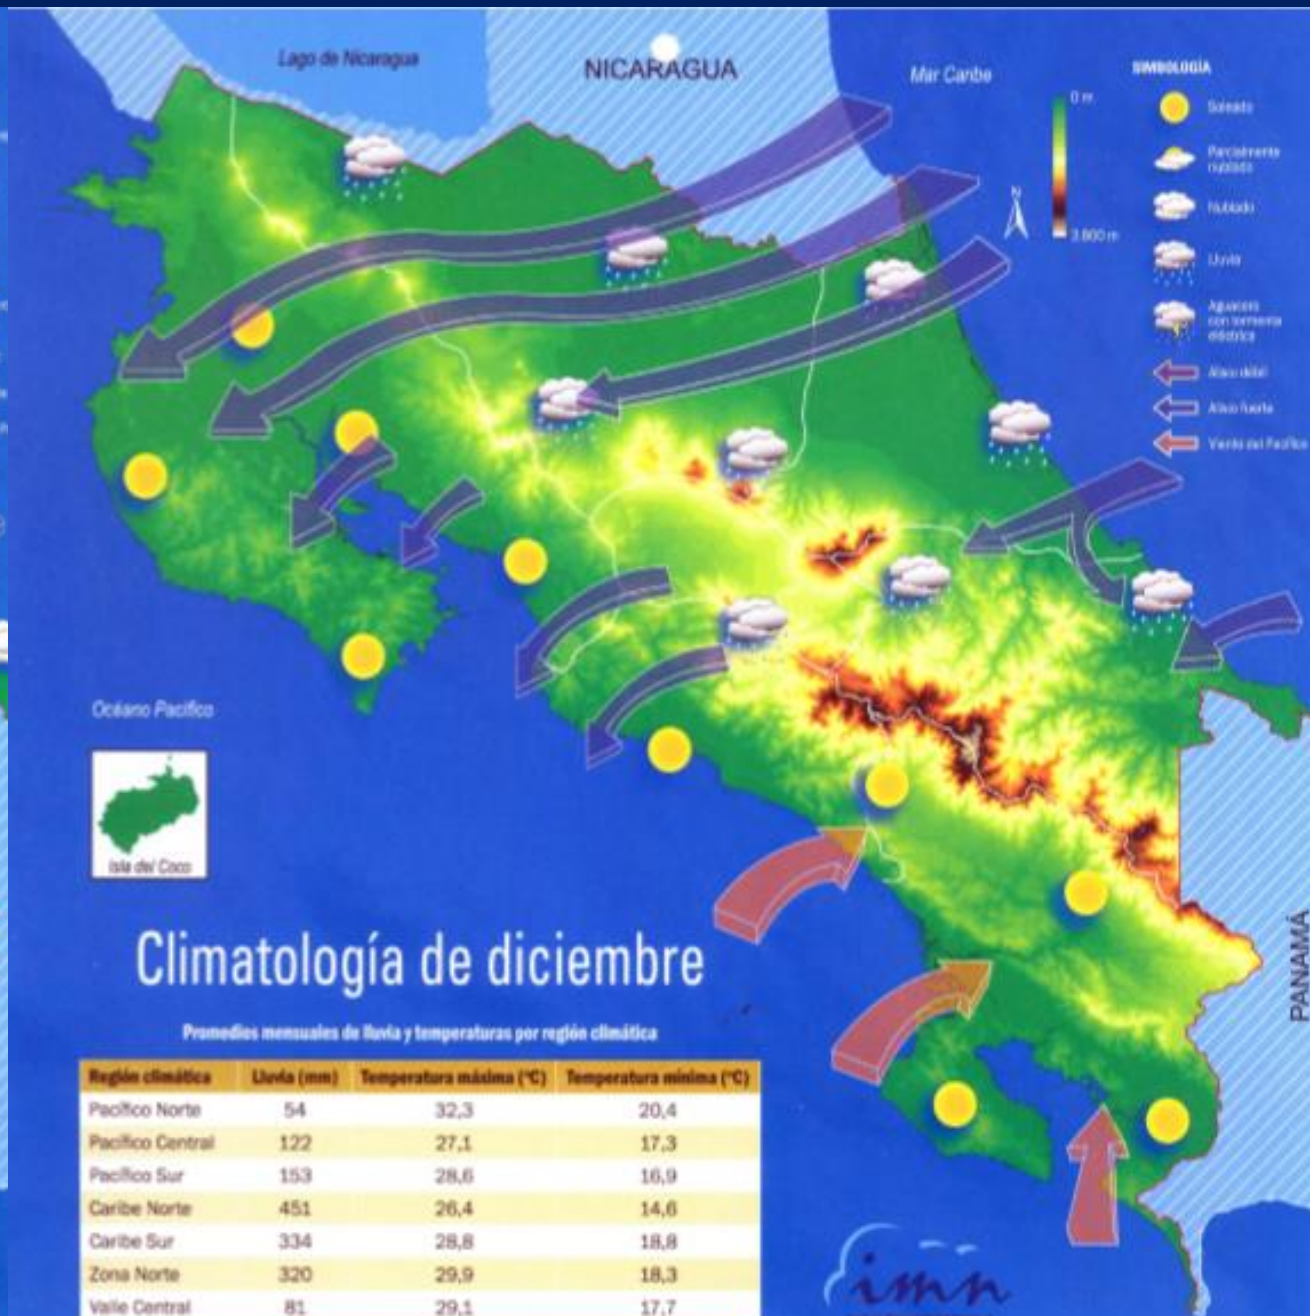 Lago de Nicaragua
NICARAGUA
Mar Caribe
SIMBOLOGÍA
0 m
3.800 m
N
Soleado
Parcialmente
nublado
Nublado
Lluvia
Aguacero
con tormenta
eléctrica
Alisio débil
Alisio fuerte
Viento del Pacífico
Océano Pacífico
Isla del Coco
PANAMÁ
Climatología de diciembre
Promedios mensuales de lluvia y temperaturas por región climática
Región climática Lluvia (mm) Temperatura máxima (°C) Temperatura mínima (°C)
Pacífico Norte 54 32,3 20,4
Pacífico Central 122 27,1 17,3
Pacífico Sur 153 28,6 16,9
Caribe Norte 451 26,4 14,6
Caribe Sur 334 28,8 18,8
Zona Norte 320 29,9 18,3
Valle Central 81 29,1 17,7
imn